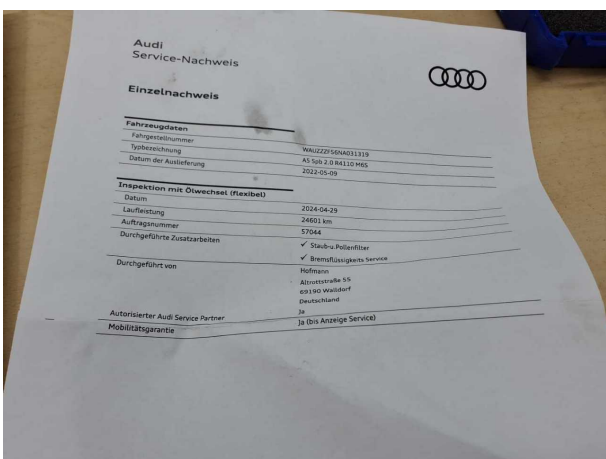 Audi
Service-Nachweis
Einzelnachweis
Fahrzeugdaten
Fahrgestellnummer WAUZZZF56NA031319
Typbezeichnung A5 Spb 2.0 R4110 M6S
Datum der Auslieferung 2022-05-09
Inspektion mit Ölwechsel (flexibel)
Datum 2024-04-29
Laufleistung 24601 km
Auftragsnummer 57044
Durchgeführte Zusatzarbeiten ✓ Staub-u.Pollenfilter
✓ Bremsflüssigkeits Service
Durchgeführt von Hofmann
Altrottstraße 55
69190 Walldorf
Deutschland
Autorisierter Audi Service Partner Ja
Mobilitätsgarantie Ja (bis Anzeige Service)